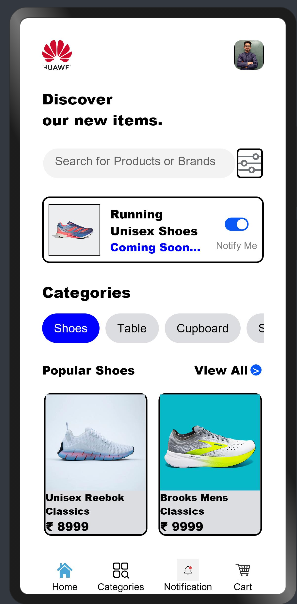 HUAWEI
Discover
our new items.
Search for Products or Brands
Running
Unisex Shoes
Coming Soon...
Notify Me
Categories
Shoes Table Cupboard S
Popular Shoes VIew All >
Unisex Reebok
Classics
₹ 8999
Brooks Mens
Classics
₹ 9999
Home Categories Notification Cart